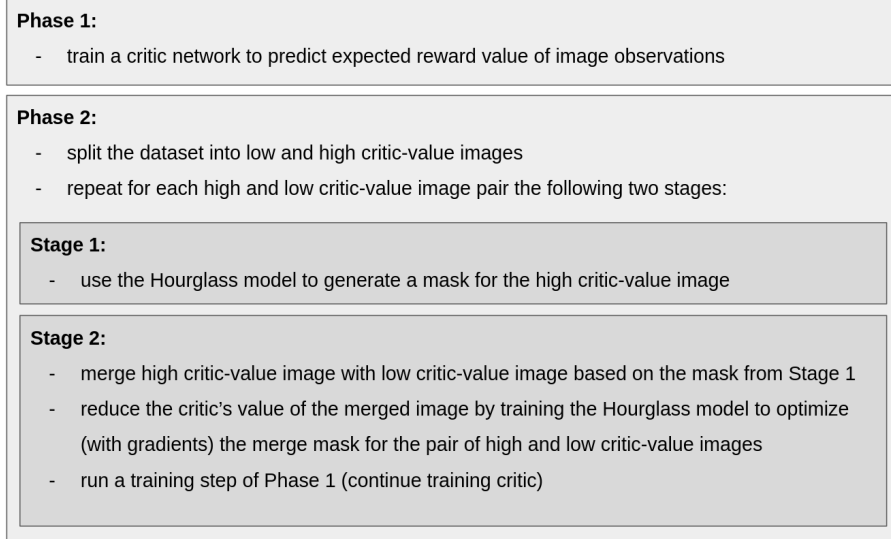 Phase 1:
- train a critic network to predict expected reward value of image observations
Phase 2:
- split the dataset into low and high critic-value images
- repeat for each high and low critic-value image pair the following two stages:
Stage 1:
- use the Hourglass model to generate a mask for the high critic-value image
Stage 2:
- merge high critic-value image with low critic-value image based on the mask from Stage 1
- reduce the critic’s value of the merged image by training the Hourglass model to optimize
(with gradients) the merge mask for the pair of high and low critic-value images
- run a training step of Phase 1 (continue training critic)